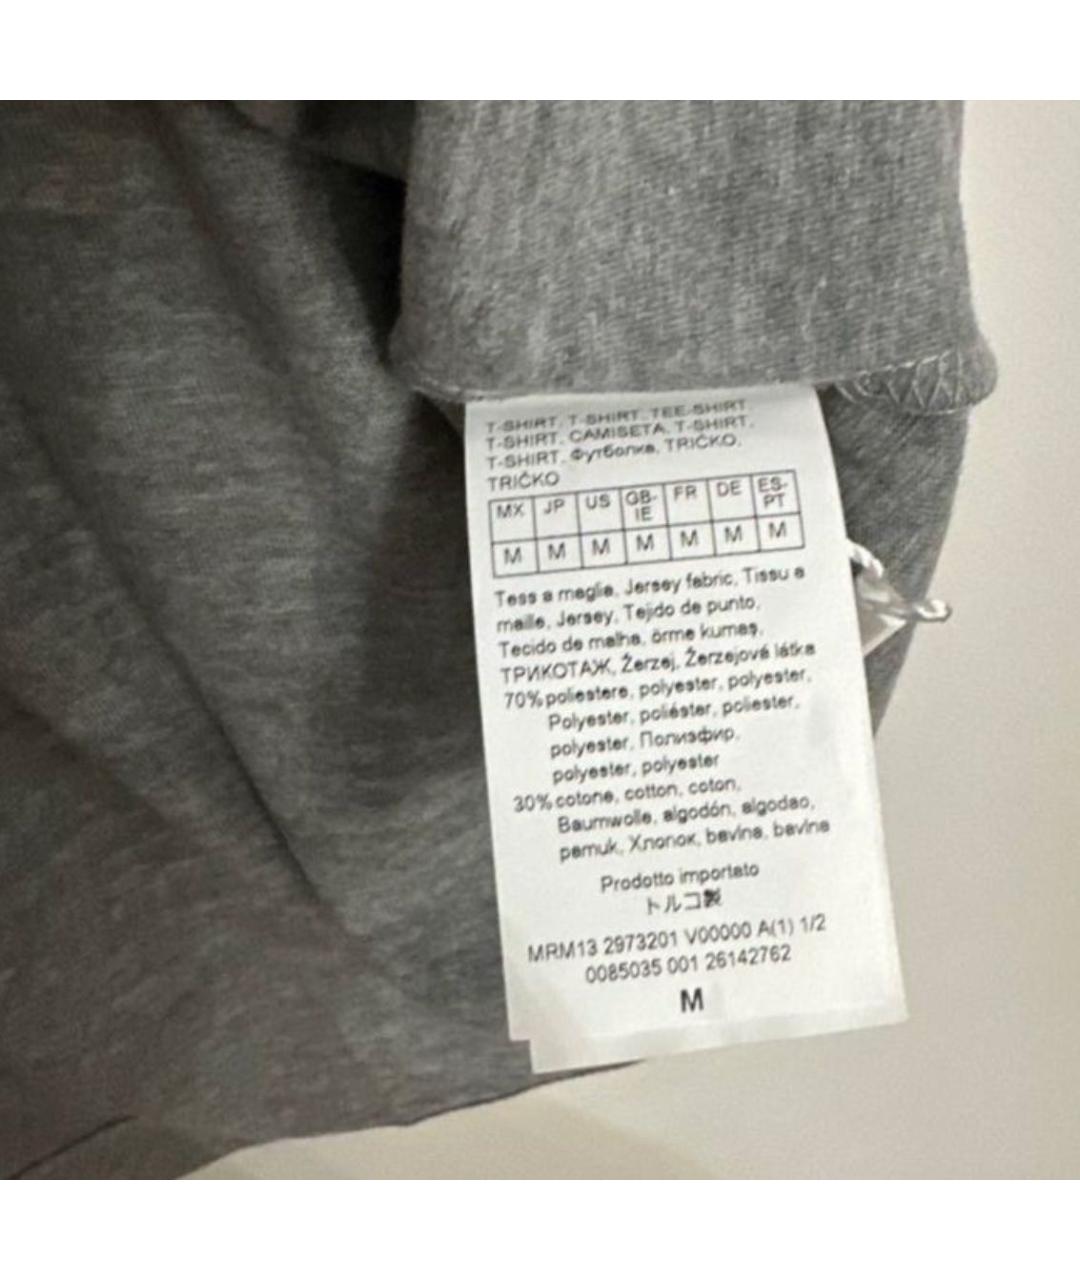 T-SHIRT, T-SHIRT, TEE-SHIRT,
T-SHIRT, CAMISETA, T-SHIRT,
T-SHIRT, Футболка, TRIČKO,
TRIČKO
MX JP US GB-IE FR DE ES-PT
M M M M M M M
Tess a maglia, Jersey fabric, Tissu a
maille, Jersey, Tejido de punto,
Tecido de malha, örme kumaş,
ТРИКОТАЖ, Žerzej, Žerzejová látka
70% poliestere, polyester, polyester,
Polyester, poliéster, poliester,
polyester, Полиэфир,
polyester, polyester
30% cotone, cotton, coton,
Baumwolle, algodón, algodao,
pamuk, Хлопок, bavlna, bavlna
Prodotto importato
トルコ製
MRM13 2973201 V00000 A(1) 1/2
0085035 001 26142762
M